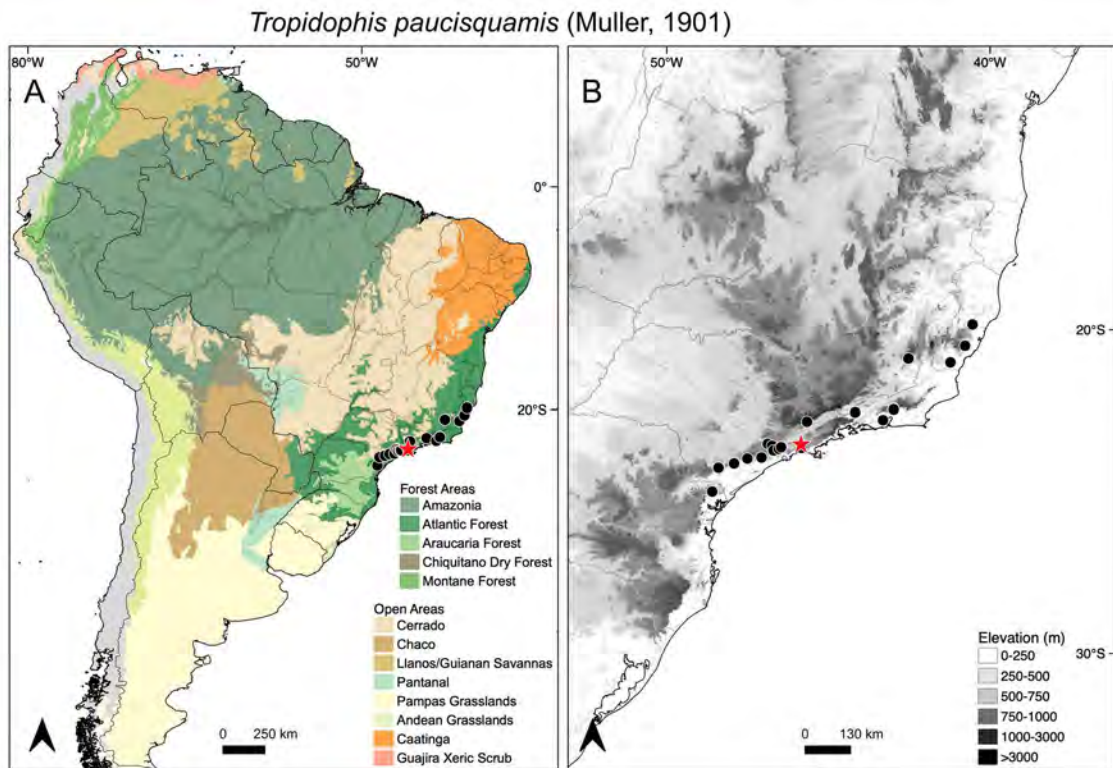 Tropidophis paucisquamis (Muller, 1901)
80°W
50°W
A
0°
20°S
Forest Areas
Amazonia
Atlantic Forest
Araucaria Forest
Chiquitano Dry Forest
Montane Forest
Open Areas
Cerrado
Chaco
Llanos/Guianan Savannas
Pantanal
Pampas Grasslands
Andean Grasslands
Caatinga
Guajira Xeric Scrub
0 250 km
50°W
40°W
B
20°S
30°S
Elevation (m)
0-250
250-500
500-750
750-1000
1000-3000
>3000
0 130 km